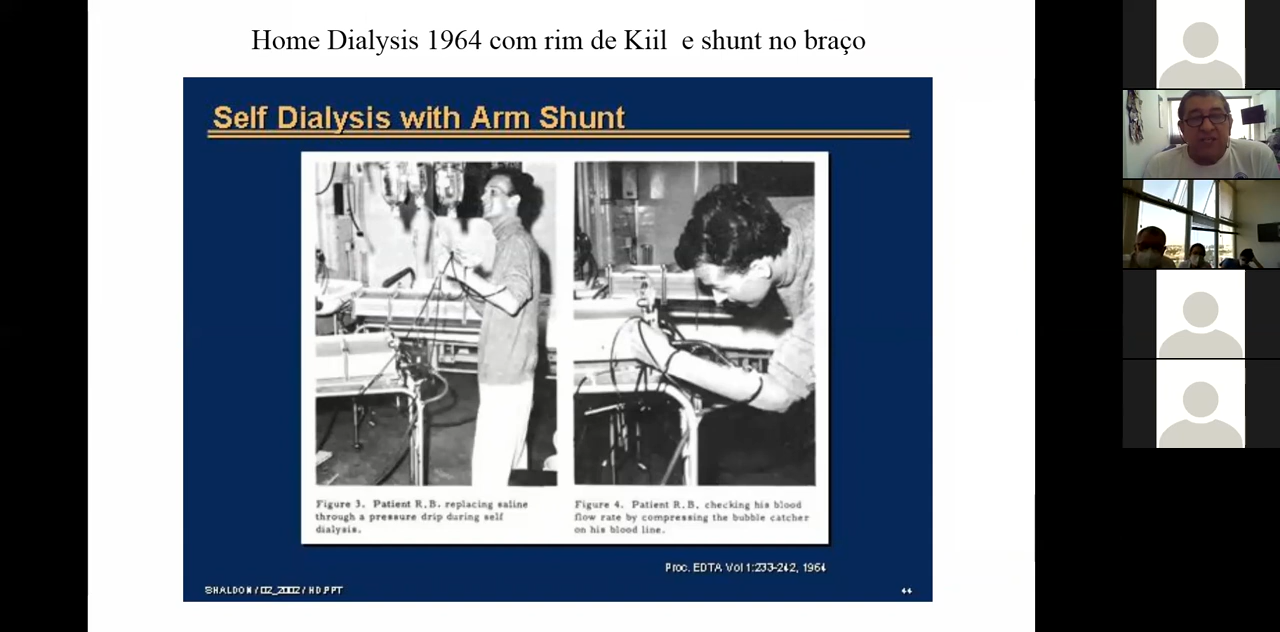 Home Dialysis 1964 com rim de Kiil e shunt no braço
Self Dialysis with Arm Shunt
Figure 3. Patient R.B. replacing saline
through a pressure drip during self
dialysis.
Figure 4. Patient R.B. checking his blood
flow rate by compressing the bubble catcher
on his blood line.
Proc. EDTA Vol 1:233-242, 1964
SHALDON / 02_2002 / HD.PPT
44